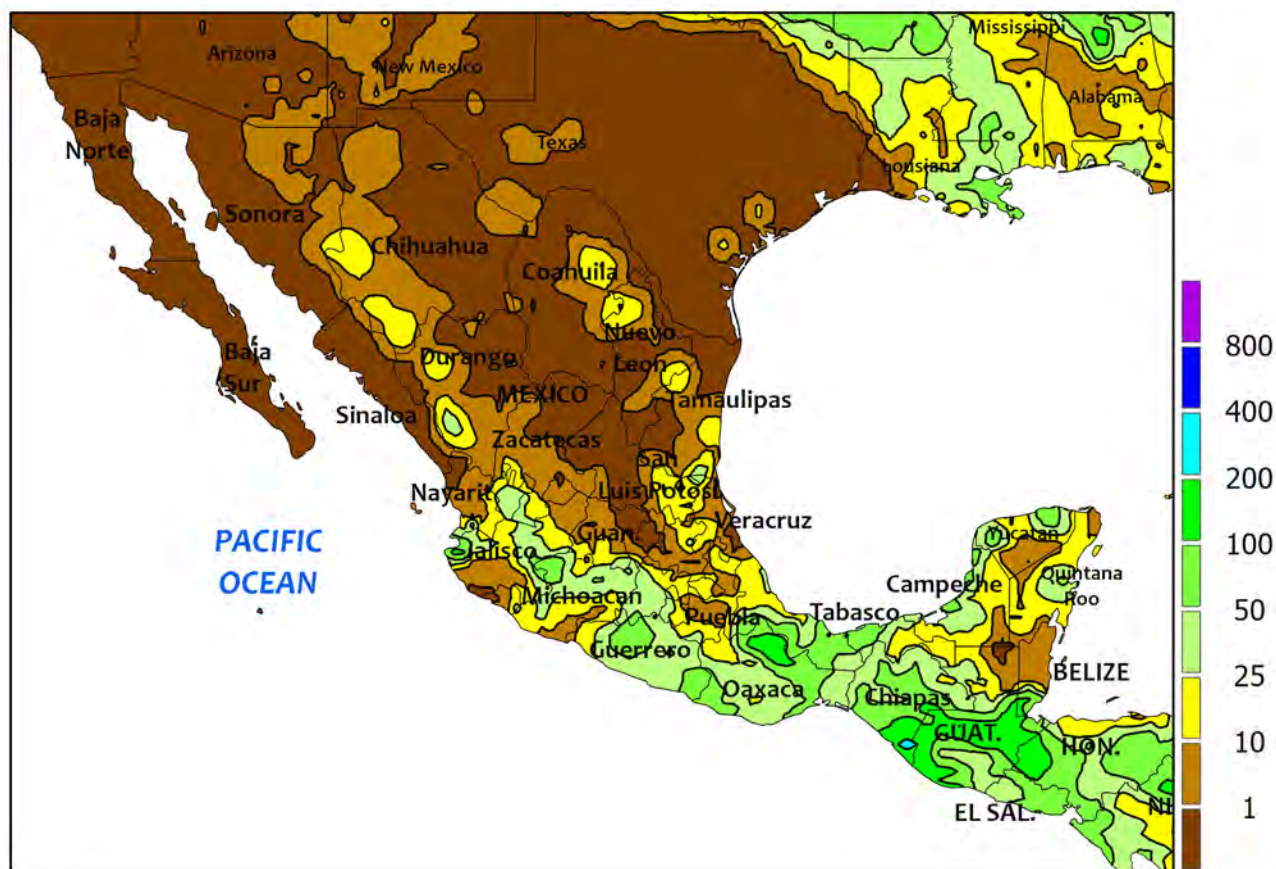 Mississippi
Arizona
New Mexico
Alabama
Baja
Norte
Texas
Lousiana
Sonora
Chihuahua
Coahuila
Nuevo
Leon
Durango
Baja
Sur
MEXICO
Tamaulipas
Sinaloa
Zacatecas
San
Luis Potosi
Nayarit
Veracruz
Guan.
Jalisco
Yucatan
PACIFIC
OCEAN
Campeche
Quintana
Roo
Michoacan
Puebla
Tabasco
Guerrero
BELIZE
Oaxaca
Chiapas
GUAT.
HON.
EL SAL.
NI
800
400
200
100
50
25
10
1